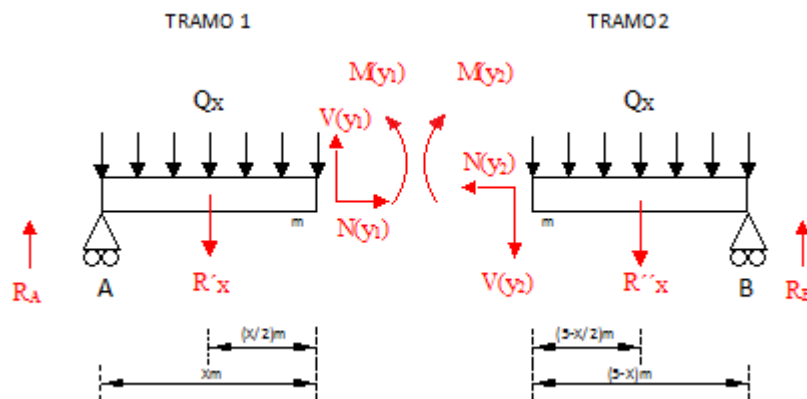 TRAMO 1
TRAMO2
M(y₁)
M(y₂)
Qx
V(y₁)
Qx
N(y₂)
m
N(y₁)
m
RA
A
R´x
V(y₂)
R´´x
B
(X/2)m
(5-X/2)m
Xm
(5-X)m